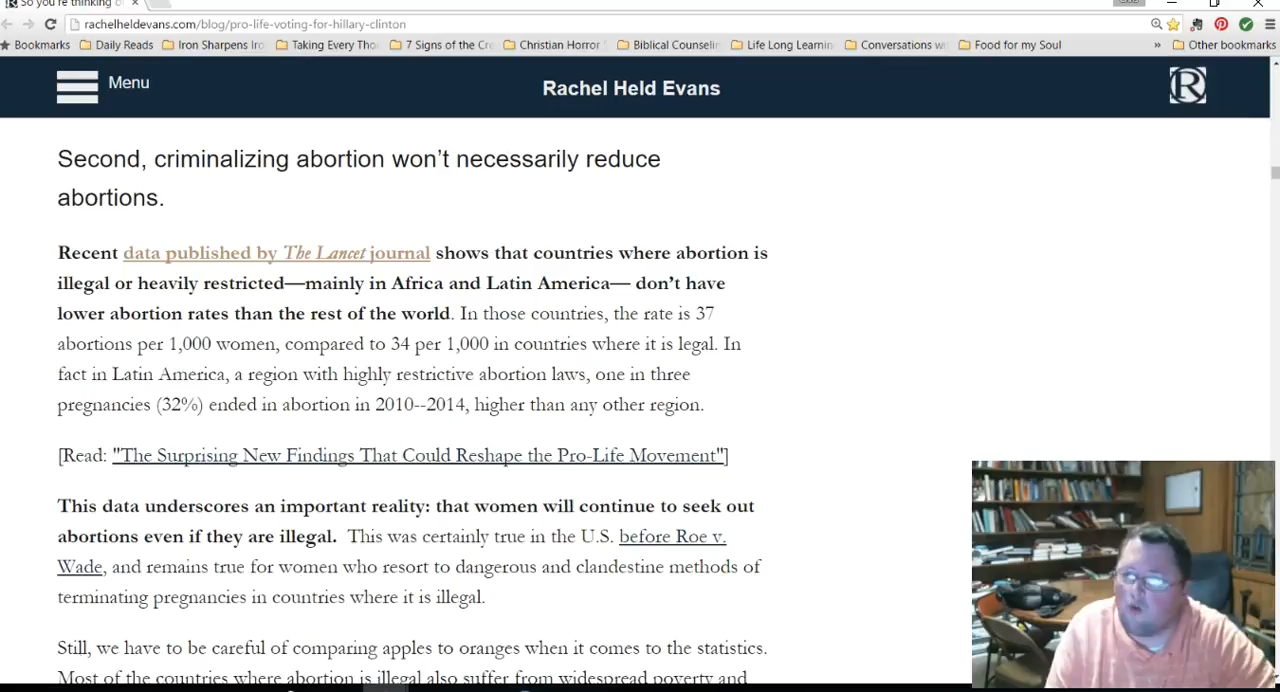 So you're thinking o
rachelheldevans.com/blog/pro-life-voting-for-hillary-clinton
Bookmarks Daily Reads Iron Sharpens Iro Taking Every Tho 7 Signs of the Cre Christian Horror Biblical Counselin Life Long Learnin Conversations wi Food for my Soul » Other bookmarks
Menu Rachel Held Evans R
Second, criminalizing abortion won't necessarily reduce
abortions.
Recent data published by The Lancet journal shows that countries where abortion is
illegal or heavily restricted—mainly in Africa and Latin America— don't have
lower abortion rates than the rest of the world. In those countries, the rate is 37
abortions per 1,000 women, compared to 34 per 1,000 in countries where it is legal. In
fact in Latin America, a region with highly restrictive abortion laws, one in three
pregnancies (32%) ended in abortion in 2010--2014, higher than any other region.
[Read: "The Surprising New Findings That Could Reshape the Pro-Life Movement"]
This data underscores an important reality: that women will continue to seek out
abortions even if they are illegal. This was certainly true in the U.S. before Roe v.
Wade, and remains true for women who resort to dangerous and clandestine methods of
terminating pregnancies in countries where it is illegal.
Still, we have to be careful of comparing apples to oranges when it comes to the statistics.
Most of the countries where abortion is illegal also suffer from widespread poverty and